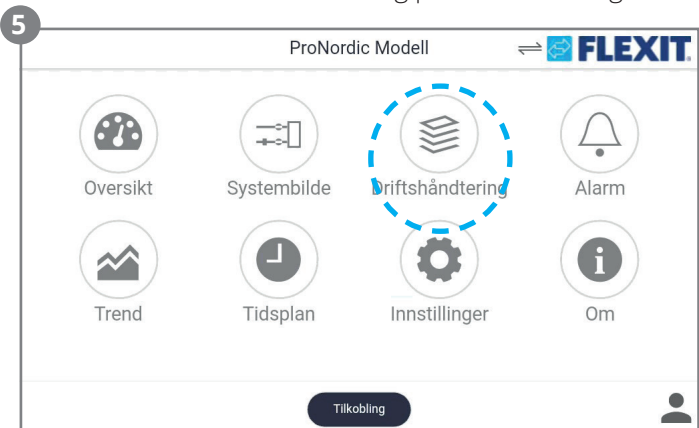 5
ProNordic Modell
FLEXIT.
Oversikt
Systembilde
Driftshåndtering
Alarm
Trend
Tidsplan
Innstillinger
Om
Tilkobling